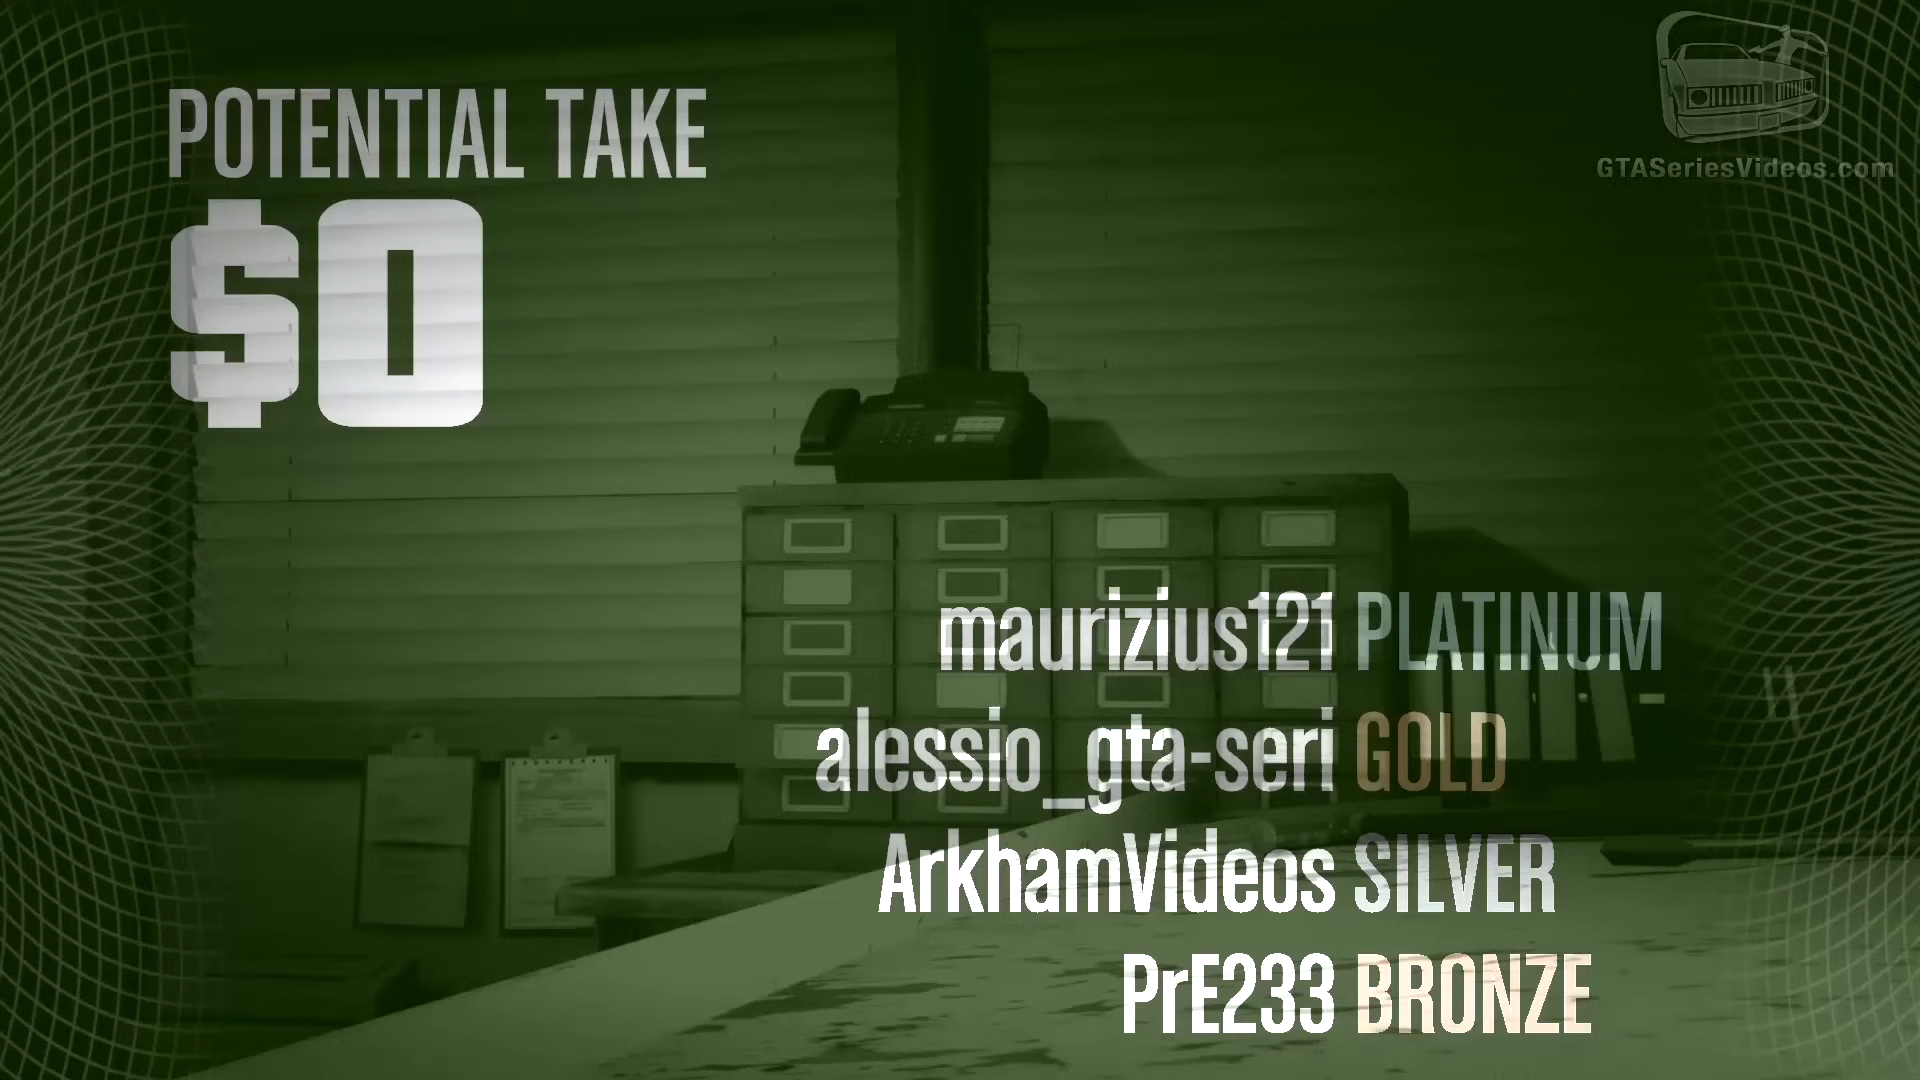 POTENTIAL TAKE
$0
GTASeriesVideos.com
maurizius121 PLATINUM
alessio_gta-seri GOLD
ArkhamVideos SILVER
PrE233 BRONZE